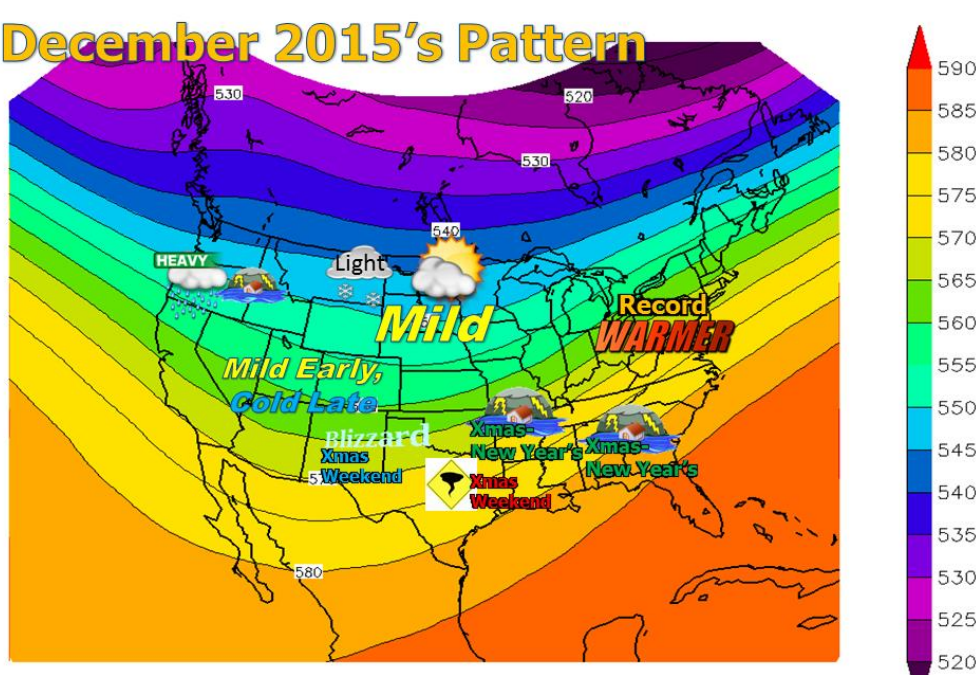 December 2015's Pattern
530
520
530
540
HEAVY
Light
Mild
Record
WARMER
Mild Early,
Cold Late
Blizzard
Xmas
Weekend
Xmas-
New Year's
Xmas-
New Year's
Xmas
Weekend
580
590
585
580
575
570
565
560
555
550
545
540
535
530
525
520